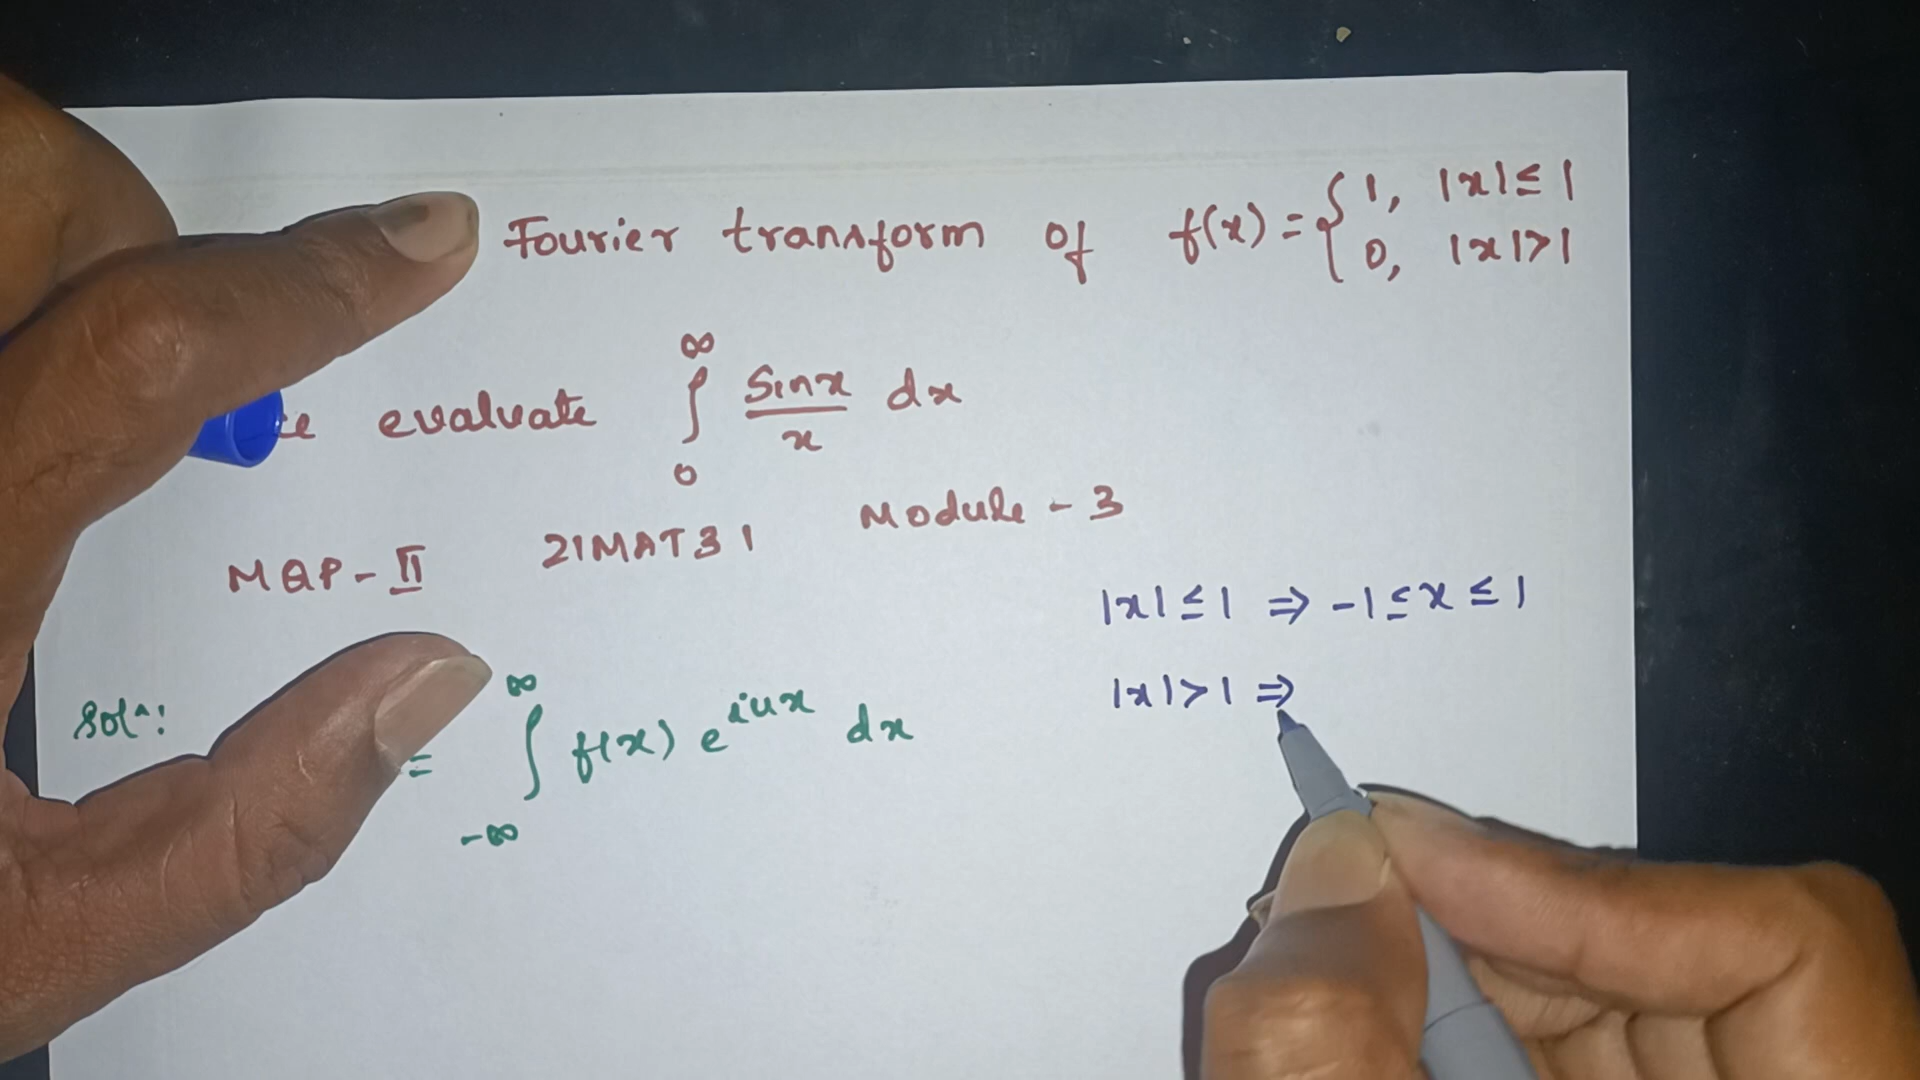 Fourier transform of f(x) = { 1, |x| ≤ 1
0, |x| > 1
evaluate ∫₀^∞ sinx/x dx
MQP - II 21MAT31 Module - 3
|x| ≤ 1 ⇒ -1 ≤ x ≤ 1
|x| > 1 ⇒
Solⁿ: = ∫_{-∞}^{∞} f(x) e^{iux} dx